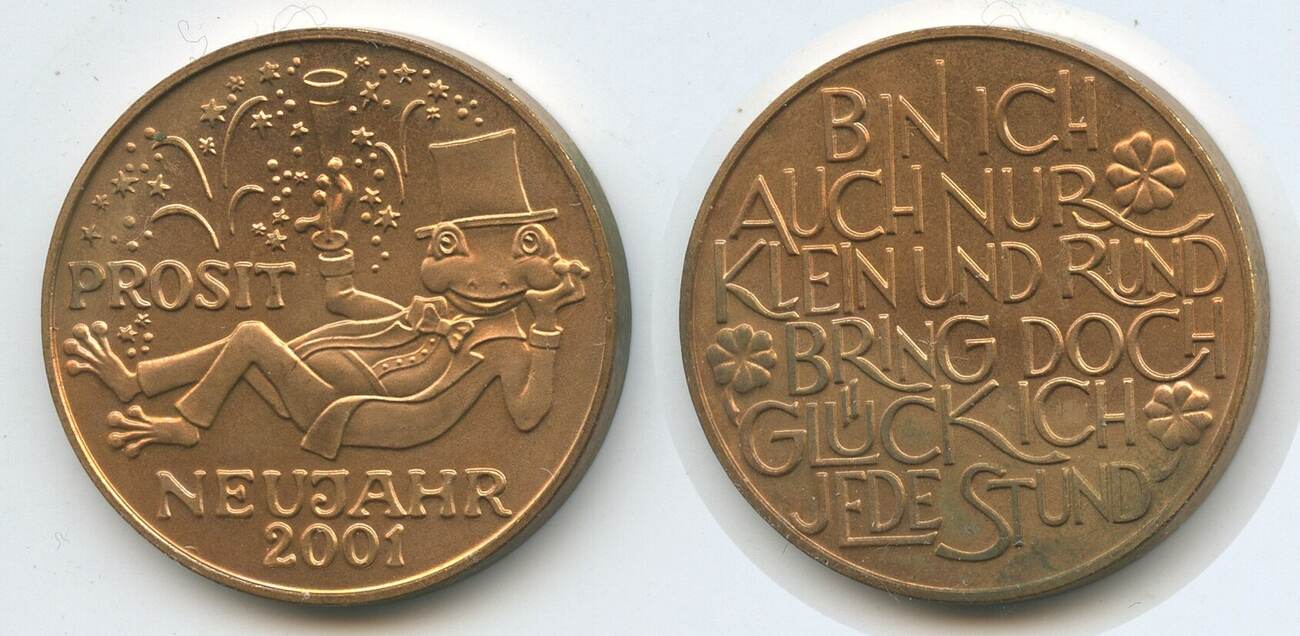 PROSIT
NEUJAHR
2001
BIN ICH
AUCH NUR
KLEIN UND RUND
BRING DOCH
GLÜCK ICH
JEDE STUND